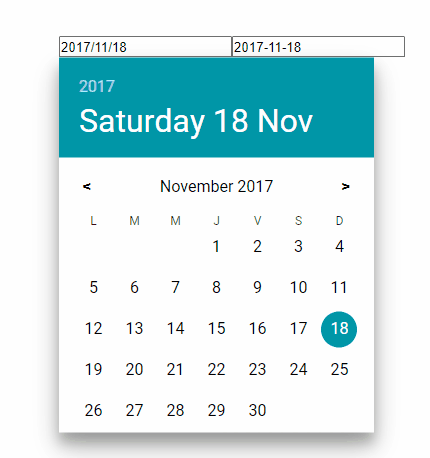 2017/11/18 2017-11-18
2017
Saturday 18 Nov
< November 2017 >
L M M J V S D
1 2 3 4
5 6 7 8 9 10 11
12 13 14 15 16 17 18
19 20 21 22 23 24 25
26 27 28 29 30